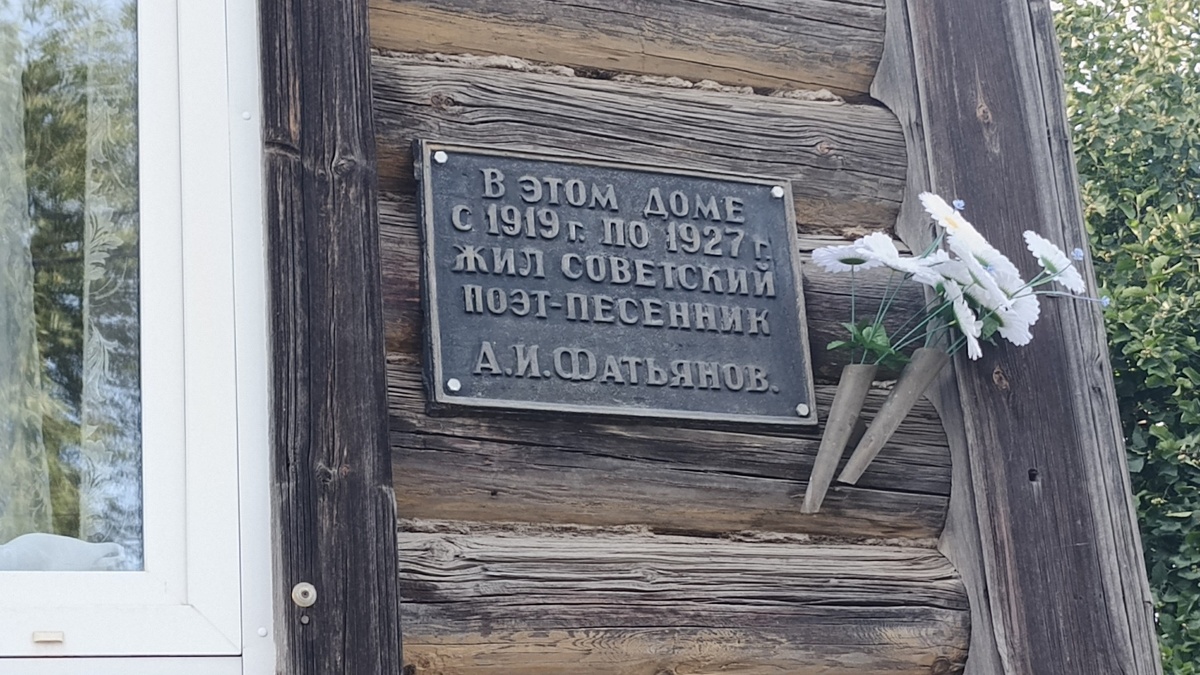 В ЭТОМ ДОМЕ
С 1919 Г. ПО 1927 Г.
ЖИЛ СОВЕТСКИЙ
ПОЭТ-ПЕСЕННИК
А.И.ФАТЬЯНОВ.